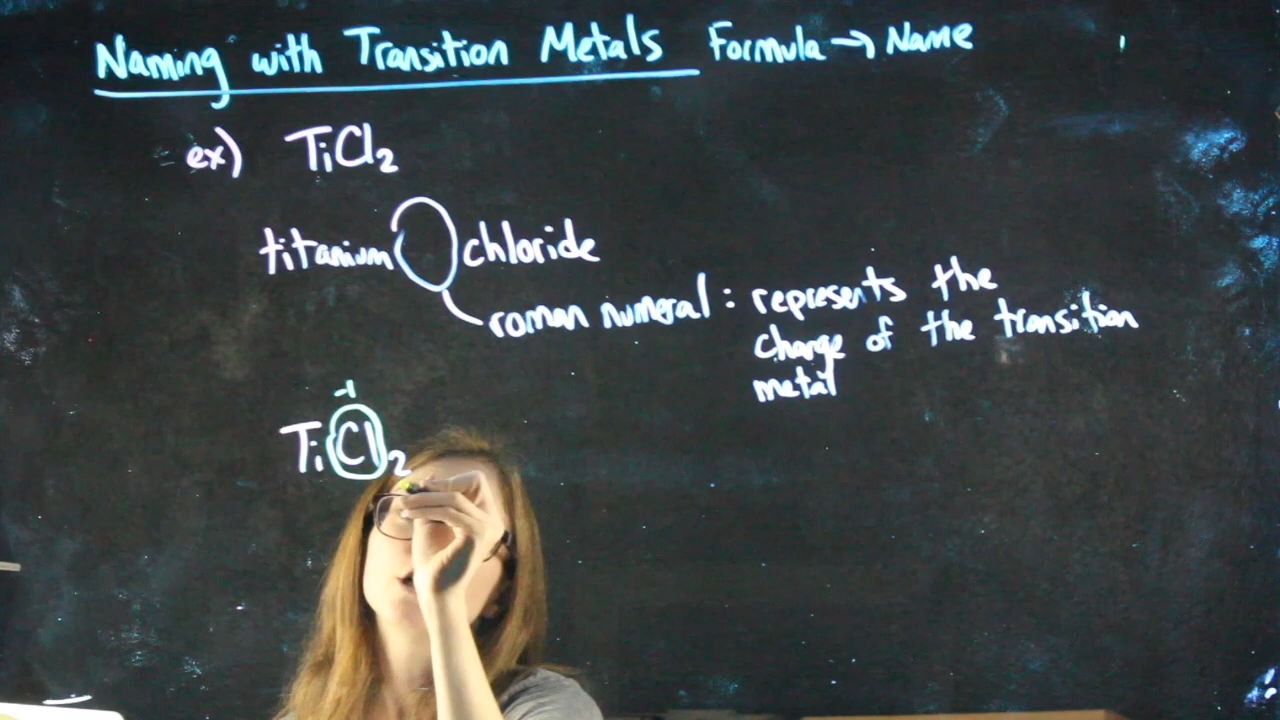 Naming with Transition Metals Formula → Name
ex) TiCl₂
titanium chloride
roman numeral : represents the
charge of the transition
metal
-1
TiCl₂